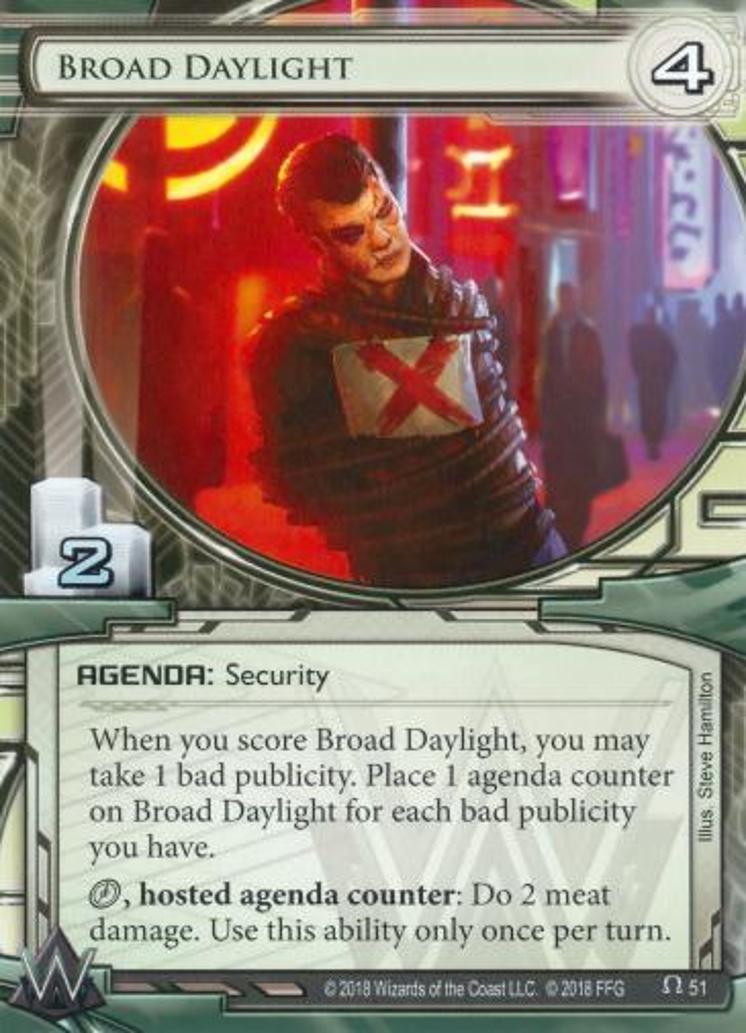 BROAD DAYLIGHT
4
2
AGENDA: Security
When you score Broad Daylight, you may
take 1 bad publicity. Place 1 agenda counter
on Broad Daylight for each bad publicity
you have.
, hosted agenda counter: Do 2 meat
damage. Use this ability only once per turn.
Illus. Steve Hamilton
© 2018 Wizards of the Coast LLC. © 2018 FFG
Ω 51